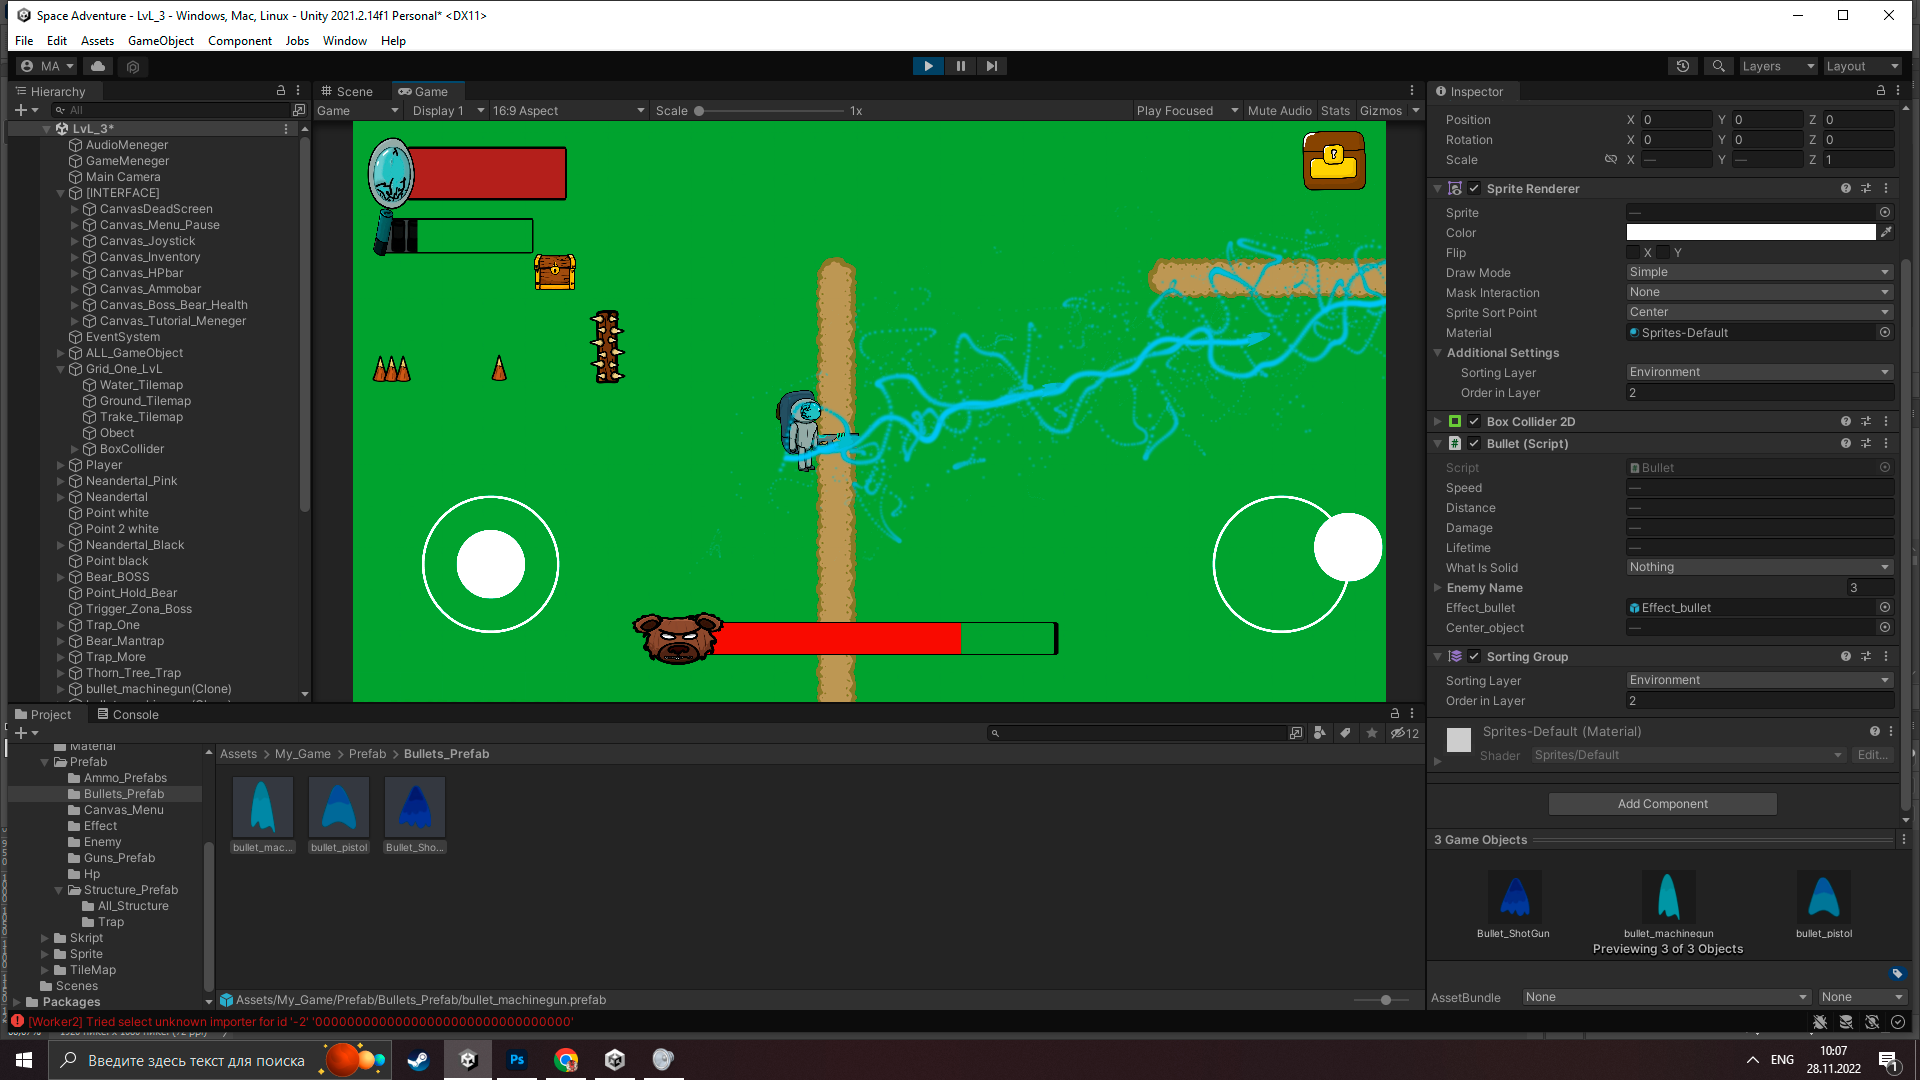 Space Adventure - LvL_3 - Windows, Mac, Linux - Unity 2021.2.14f1 Personal* <DX11>
File Edit Assets GameObject Component Jobs Window Help
MA Layers Layout
Hierarchy
All
LvL_3*
AudioMeneger
GameMeneger
Main Camera
[INTERFACE]
CanvasDeadScreen
Canvas_Menu_Pause
Canvas_Joystick
Canvas_Inventory
Canvas_HPbar
Canvas_Ammobar
Canvas_Boss_Bear_Health
Canvas_Tutorial_Meneger
EventSystem
ALL_GameObject
Grid_One_LvL
Water_Tilemap
Ground_Tilemap
Trake_Tilemap
Obect
BoxCollider
Player
Neandertal_Pink
Neandertal
Point white
Point 2 white
Neandertal_Black
Point black
Bear_BOSS
Point_Hold_Bear
Trigger_Zona_Boss
Trap_One
Bear_Mantrap
Trap_More
Thorn_Tree_Trap
bullet_machinegun(Clone)
Scene Game
Game Display 1 16:9 Aspect Scale 1x Play Focused Mute Audio Stats Gizmos
Inspector
Position X 0 Y 0 Z 0
Rotation X 0 Y 0 Z 0
Scale X — Y — Z 1
Sprite Renderer
Sprite —
Color
Flip X Y
Draw Mode Simple
Mask Interaction None
Sprite Sort Point Center
Material Sprites-Default
Additional Settings
Sorting Layer Environment
Order in Layer 2
Box Collider 2D
# Bullet (Script)
Script Bullet
Speed —
Distance —
Damage —
Lifetime —
What Is Solid Nothing
Enemy Name 3
Effect_bullet Effect_bullet
Center_object —
Sorting Group
Sorting Layer Environment
Order in Layer 2
Sprites-Default (Material)
Shader Sprites/Default Edit...
Add Component
3 Game Objects
Bullet_ShotGun bullet_machinegun bullet_pistol
Previewing 3 of 3 Objects
AssetBundle None None
Project Console
12
Material
Prefab
Ammo_Prefabs
Bullets_Prefab
Canvas_Menu
Effect
Enemy
Guns_Prefab
Hp
Structure_Prefab
All_Structure
Trap
Skript
Sprite
TileMap
Scenes
Packages
Assets > My_Game > Prefab > Bullets_Prefab
bullet_mac... bullet_pistol Bullet_Sho...
Assets/My_Game/Prefab/Bullets_Prefab/bullet_machinegun.prefab
[Worker2] Tried select unknown importer for id '-2' '00000000000000000000000000000000'
Введите здесь текст для поиска
Ps
ENG
10:07
28.11.2022
1